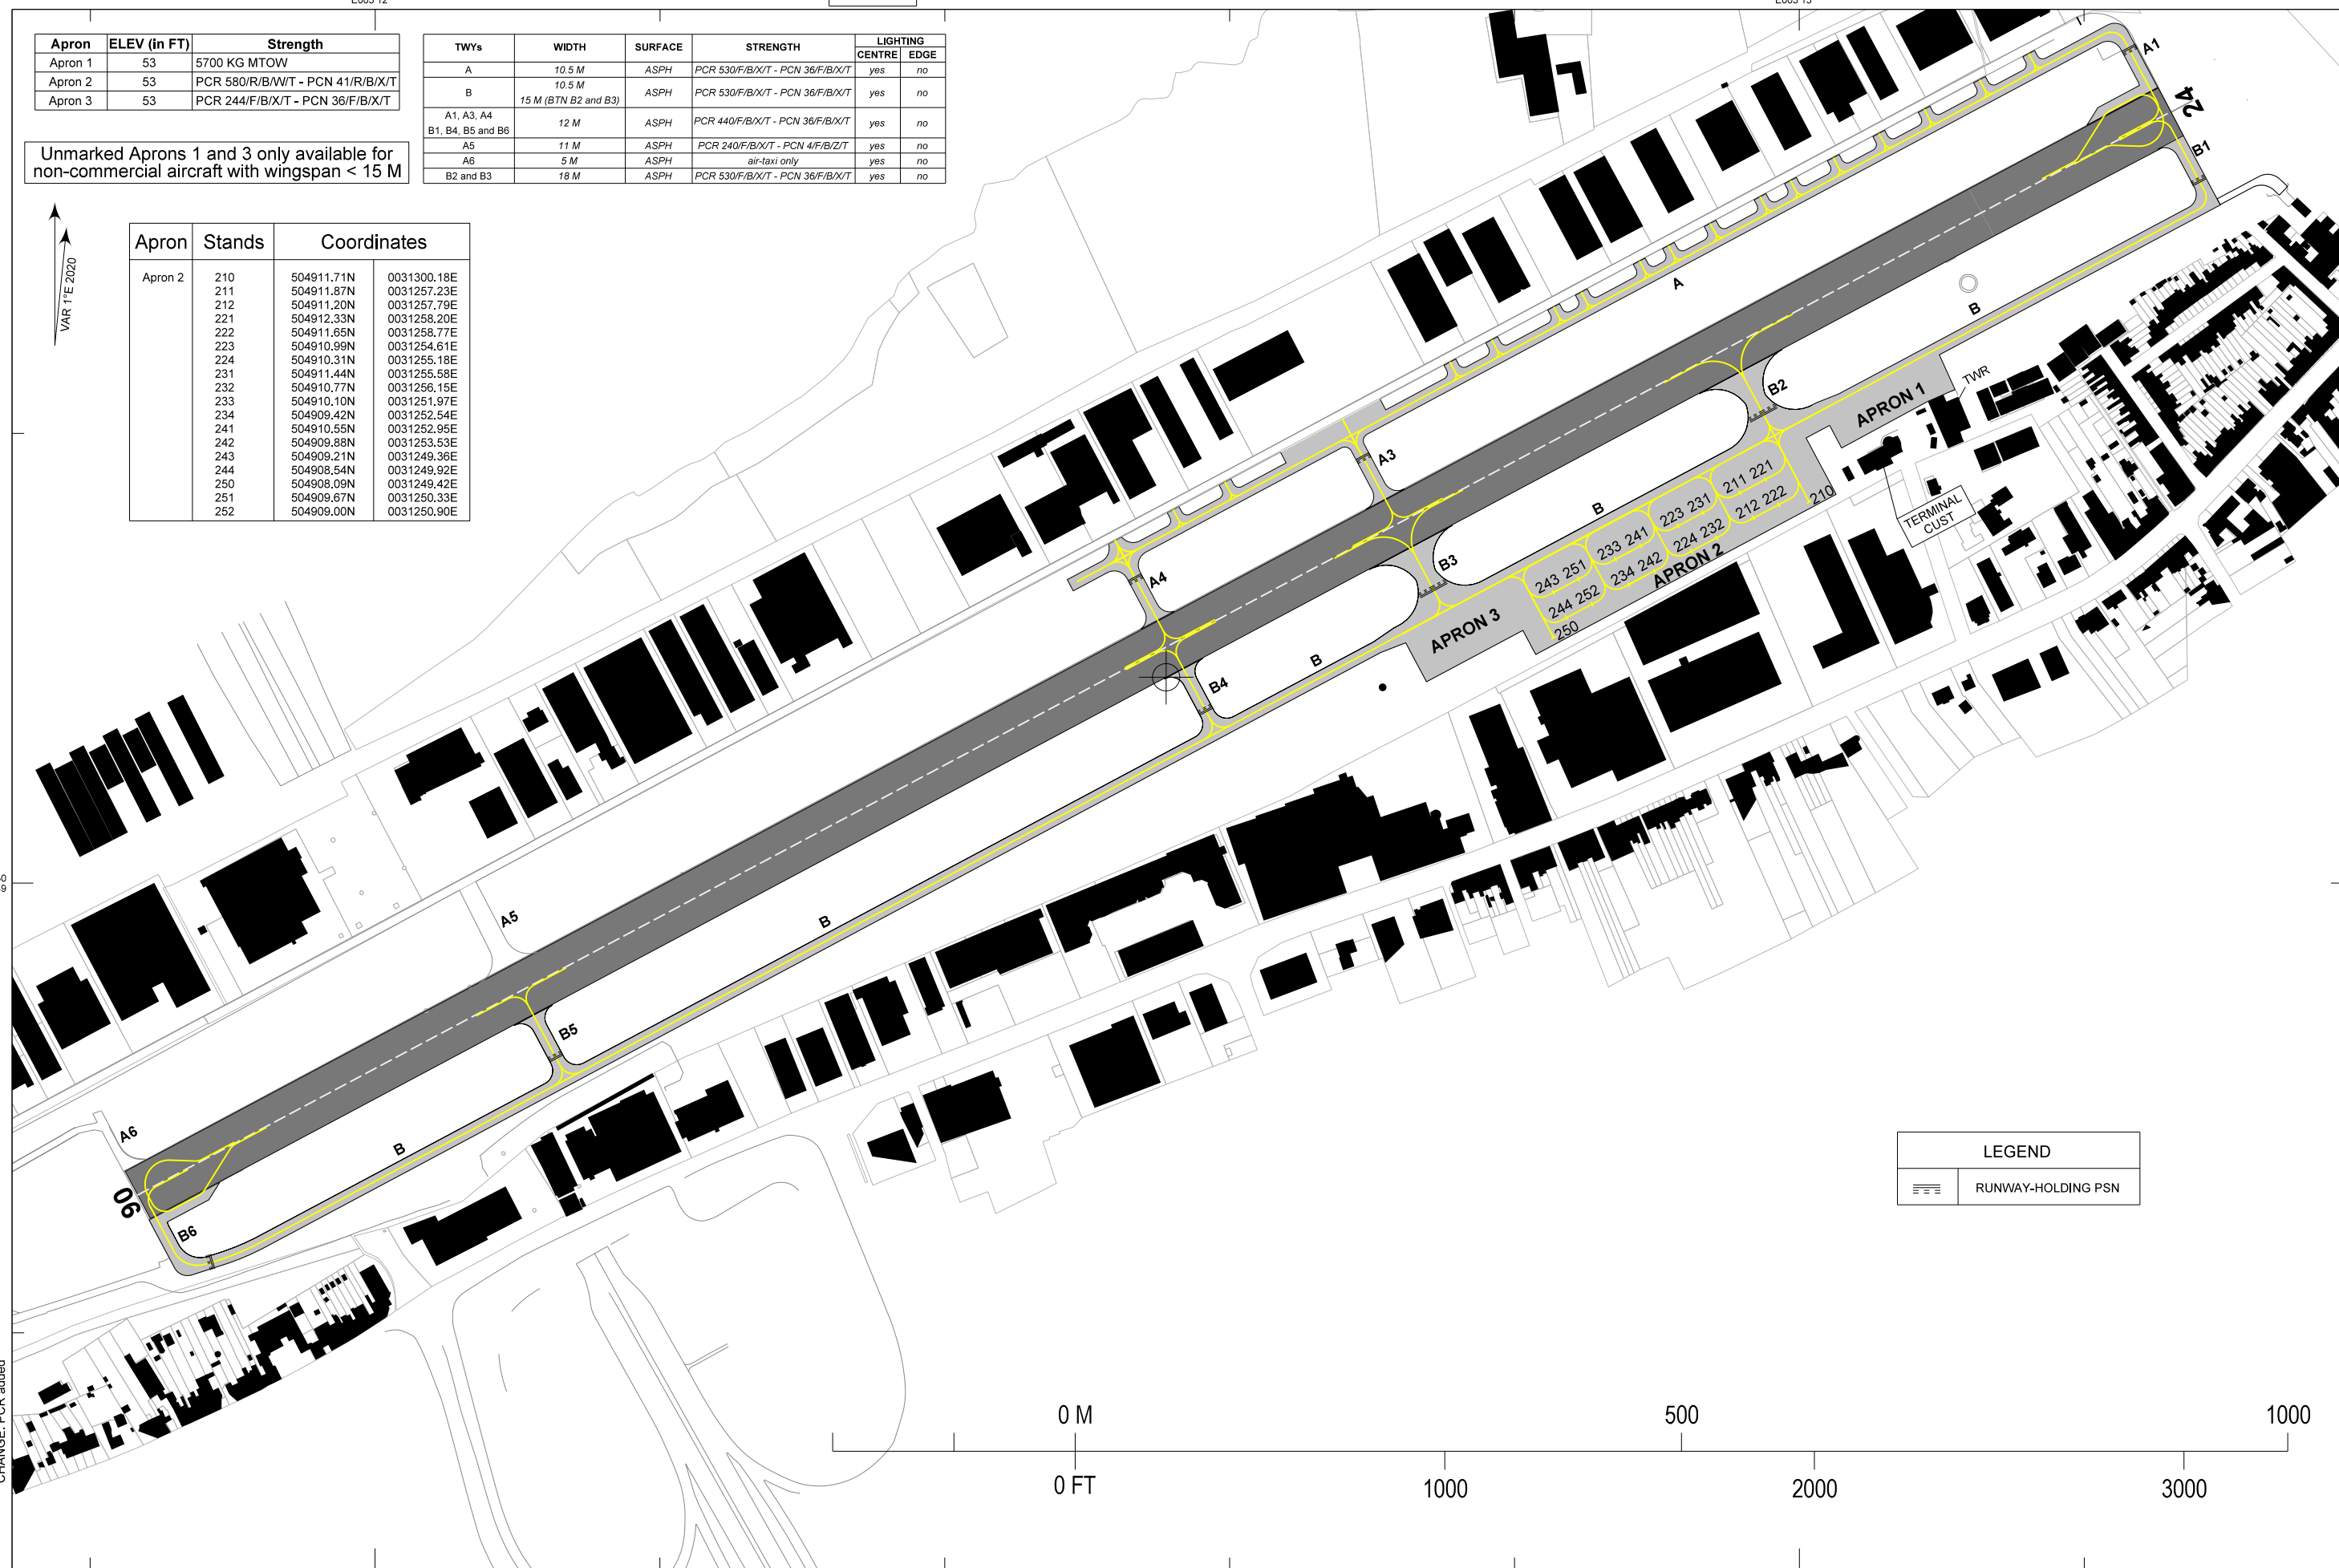 E003 12
E003 13
Apron ELEV (in FT) Strength
Apron 1 53 5700 KG MTOW
Apron 2 53 PCR 580/R/B/W/T - PCN 41/R/B/X/T
Apron 3 53 PCR 244/F/B/X/T - PCN 36/F/B/X/T
TWYs WIDTH SURFACE STRENGTH LIGHTING
CENTRE EDGE
A 10.5 M ASPH PCR 530/F/B/X/T - PCN 36/F/B/X/T yes no
B 10.5 M
15 M (BTN B2 and B3) ASPH PCR 530/F/B/X/T - PCN 36/F/B/X/T yes no
A1, A3, A4
B1, B4, B5 and B6 12 M ASPH PCR 440/F/B/X/T - PCN 36/F/B/X/T yes no
A5 11 M ASPH PCR 240/F/B/X/T - PCN 4/F/B/Z/T yes no
A6 5 M ASPH air-taxi only yes no
B2 and B3 18 M ASPH PCR 530/F/B/X/T - PCN 36/F/B/X/T yes no
Unmarked Aprons 1 and 3 only available for
non-commercial aircraft with wingspan < 15 M
VAR 1°E 2020
Apron Stands Coordinates
Apron 2 210 504911.71N 0031300.18E
211 504911.87N 0031257.23E
212 504911.20N 0031257.79E
221 504912.33N 0031258.20E
222 504911.65N 0031258.77E
223 504910.99N 0031254.61E
224 504910.31N 0031255.18E
231 504911.44N 0031255.58E
232 504910.77N 0031256.15E
233 504910.10N 0031251.97E
234 504909.42N 0031252.54E
241 504910.55N 0031252.95E
242 504909.88N 0031253.53E
243 504909.21N 0031249.36E
244 504908.54N 0031249.92E
250 504908.09N 0031249.42E
251 504909.67N 0031250.33E
252 504909.00N 0031250.90E
A1
24
B1
A
B
B2
APRON 1
TWR
A3
211 221
212 222
210
TERMINAL
CUST
B
223 231
224 232
APRON 2
233 241
234 242
243 251
244 252
250
B3
A4
APRON 3
B
B4
A5
B
B5
A6
B
06
B6
LEGEND
RUNWAY-HOLDING PSN
CHANGE: PCR added
0 M 500 1000
0 FT 1000 2000 3000